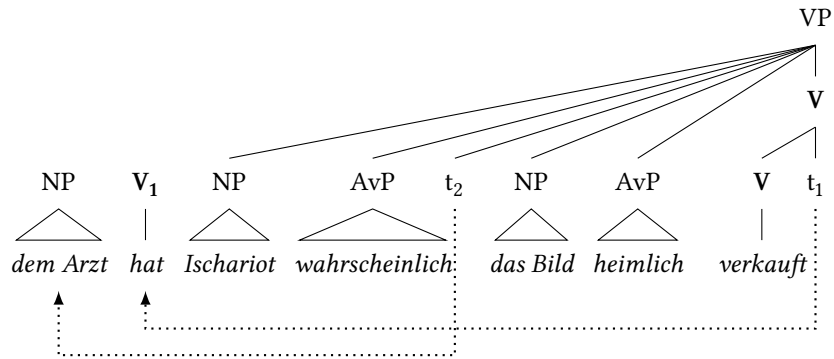 VP
V
NP V₁ NP AvP t₂ NP AvP V t₁
dem Arzt hat Ischariot wahrscheinlich das Bild heimlich verkauft